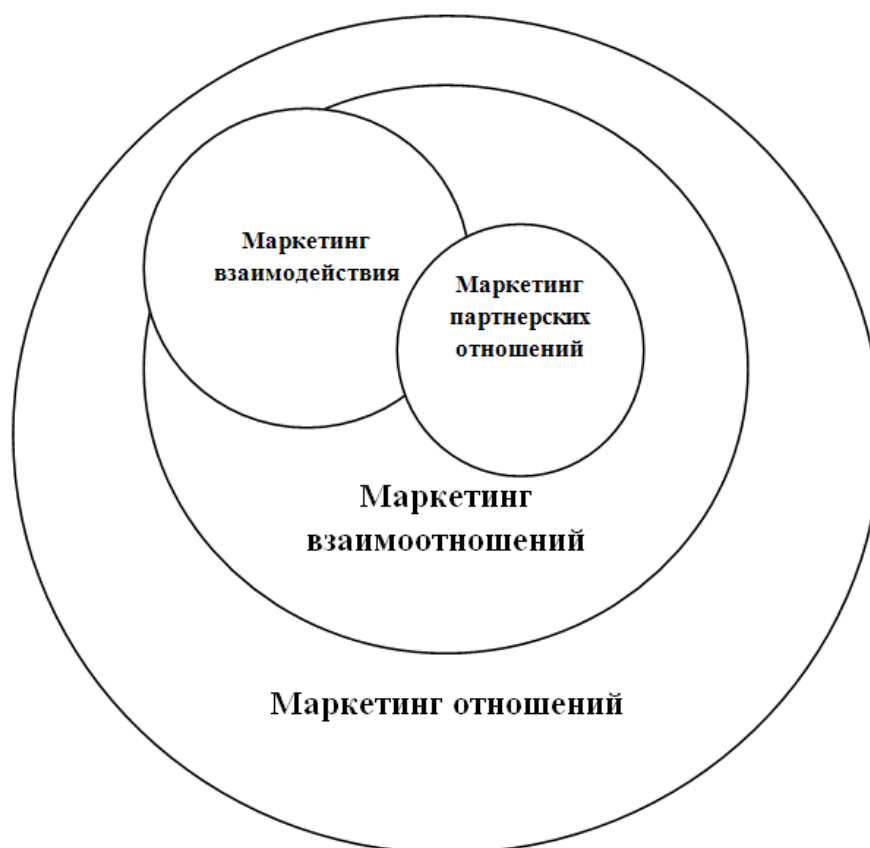 Маркетинг
взаимодействия
Маркетинг
партнерских
отношений
Маркетинг
взаимоотношений
Маркетинг отношений